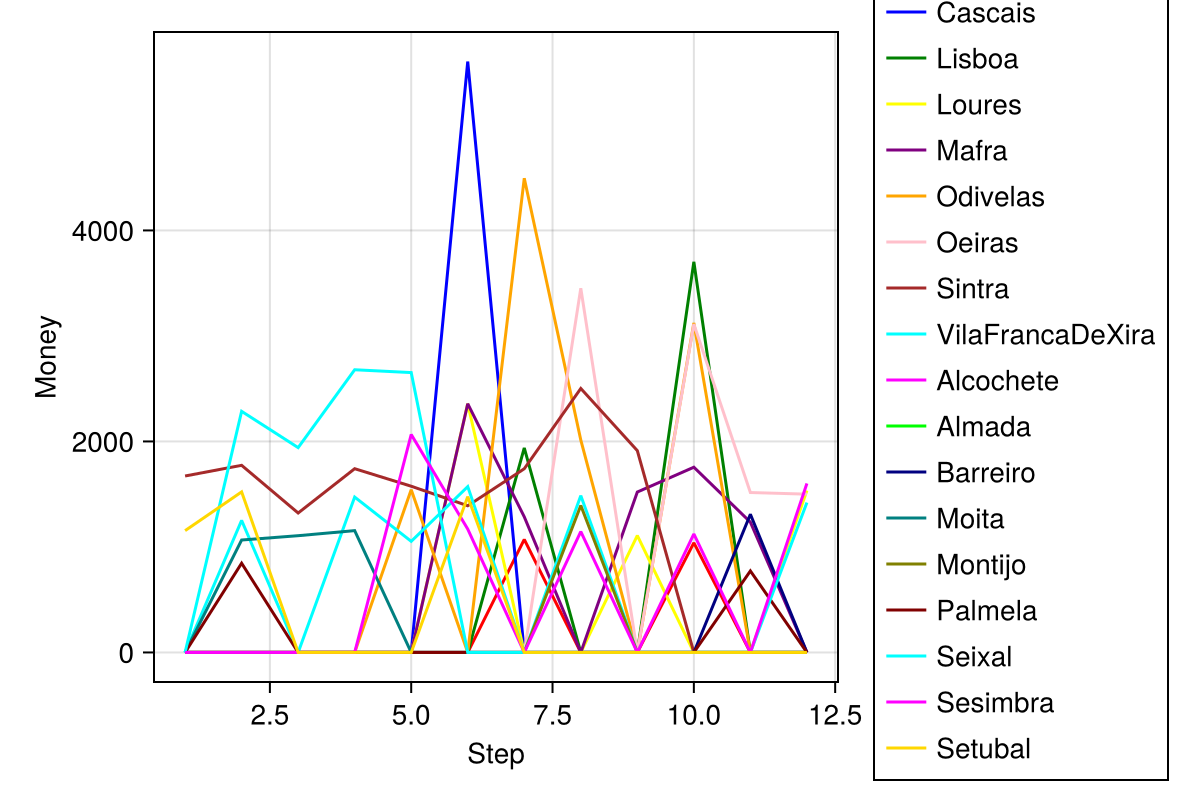 4000
2000
0
Money
2.5
5.0
7.5
10.0
12.5
Step
Cascais
Lisboa
Loures
Mafra
Odivelas
Oeiras
Sintra
VilaFrancaDeXira
Alcochete
Almada
Barreiro
Moita
Montijo
Palmela
Seixal
Sesimbra
Setubal